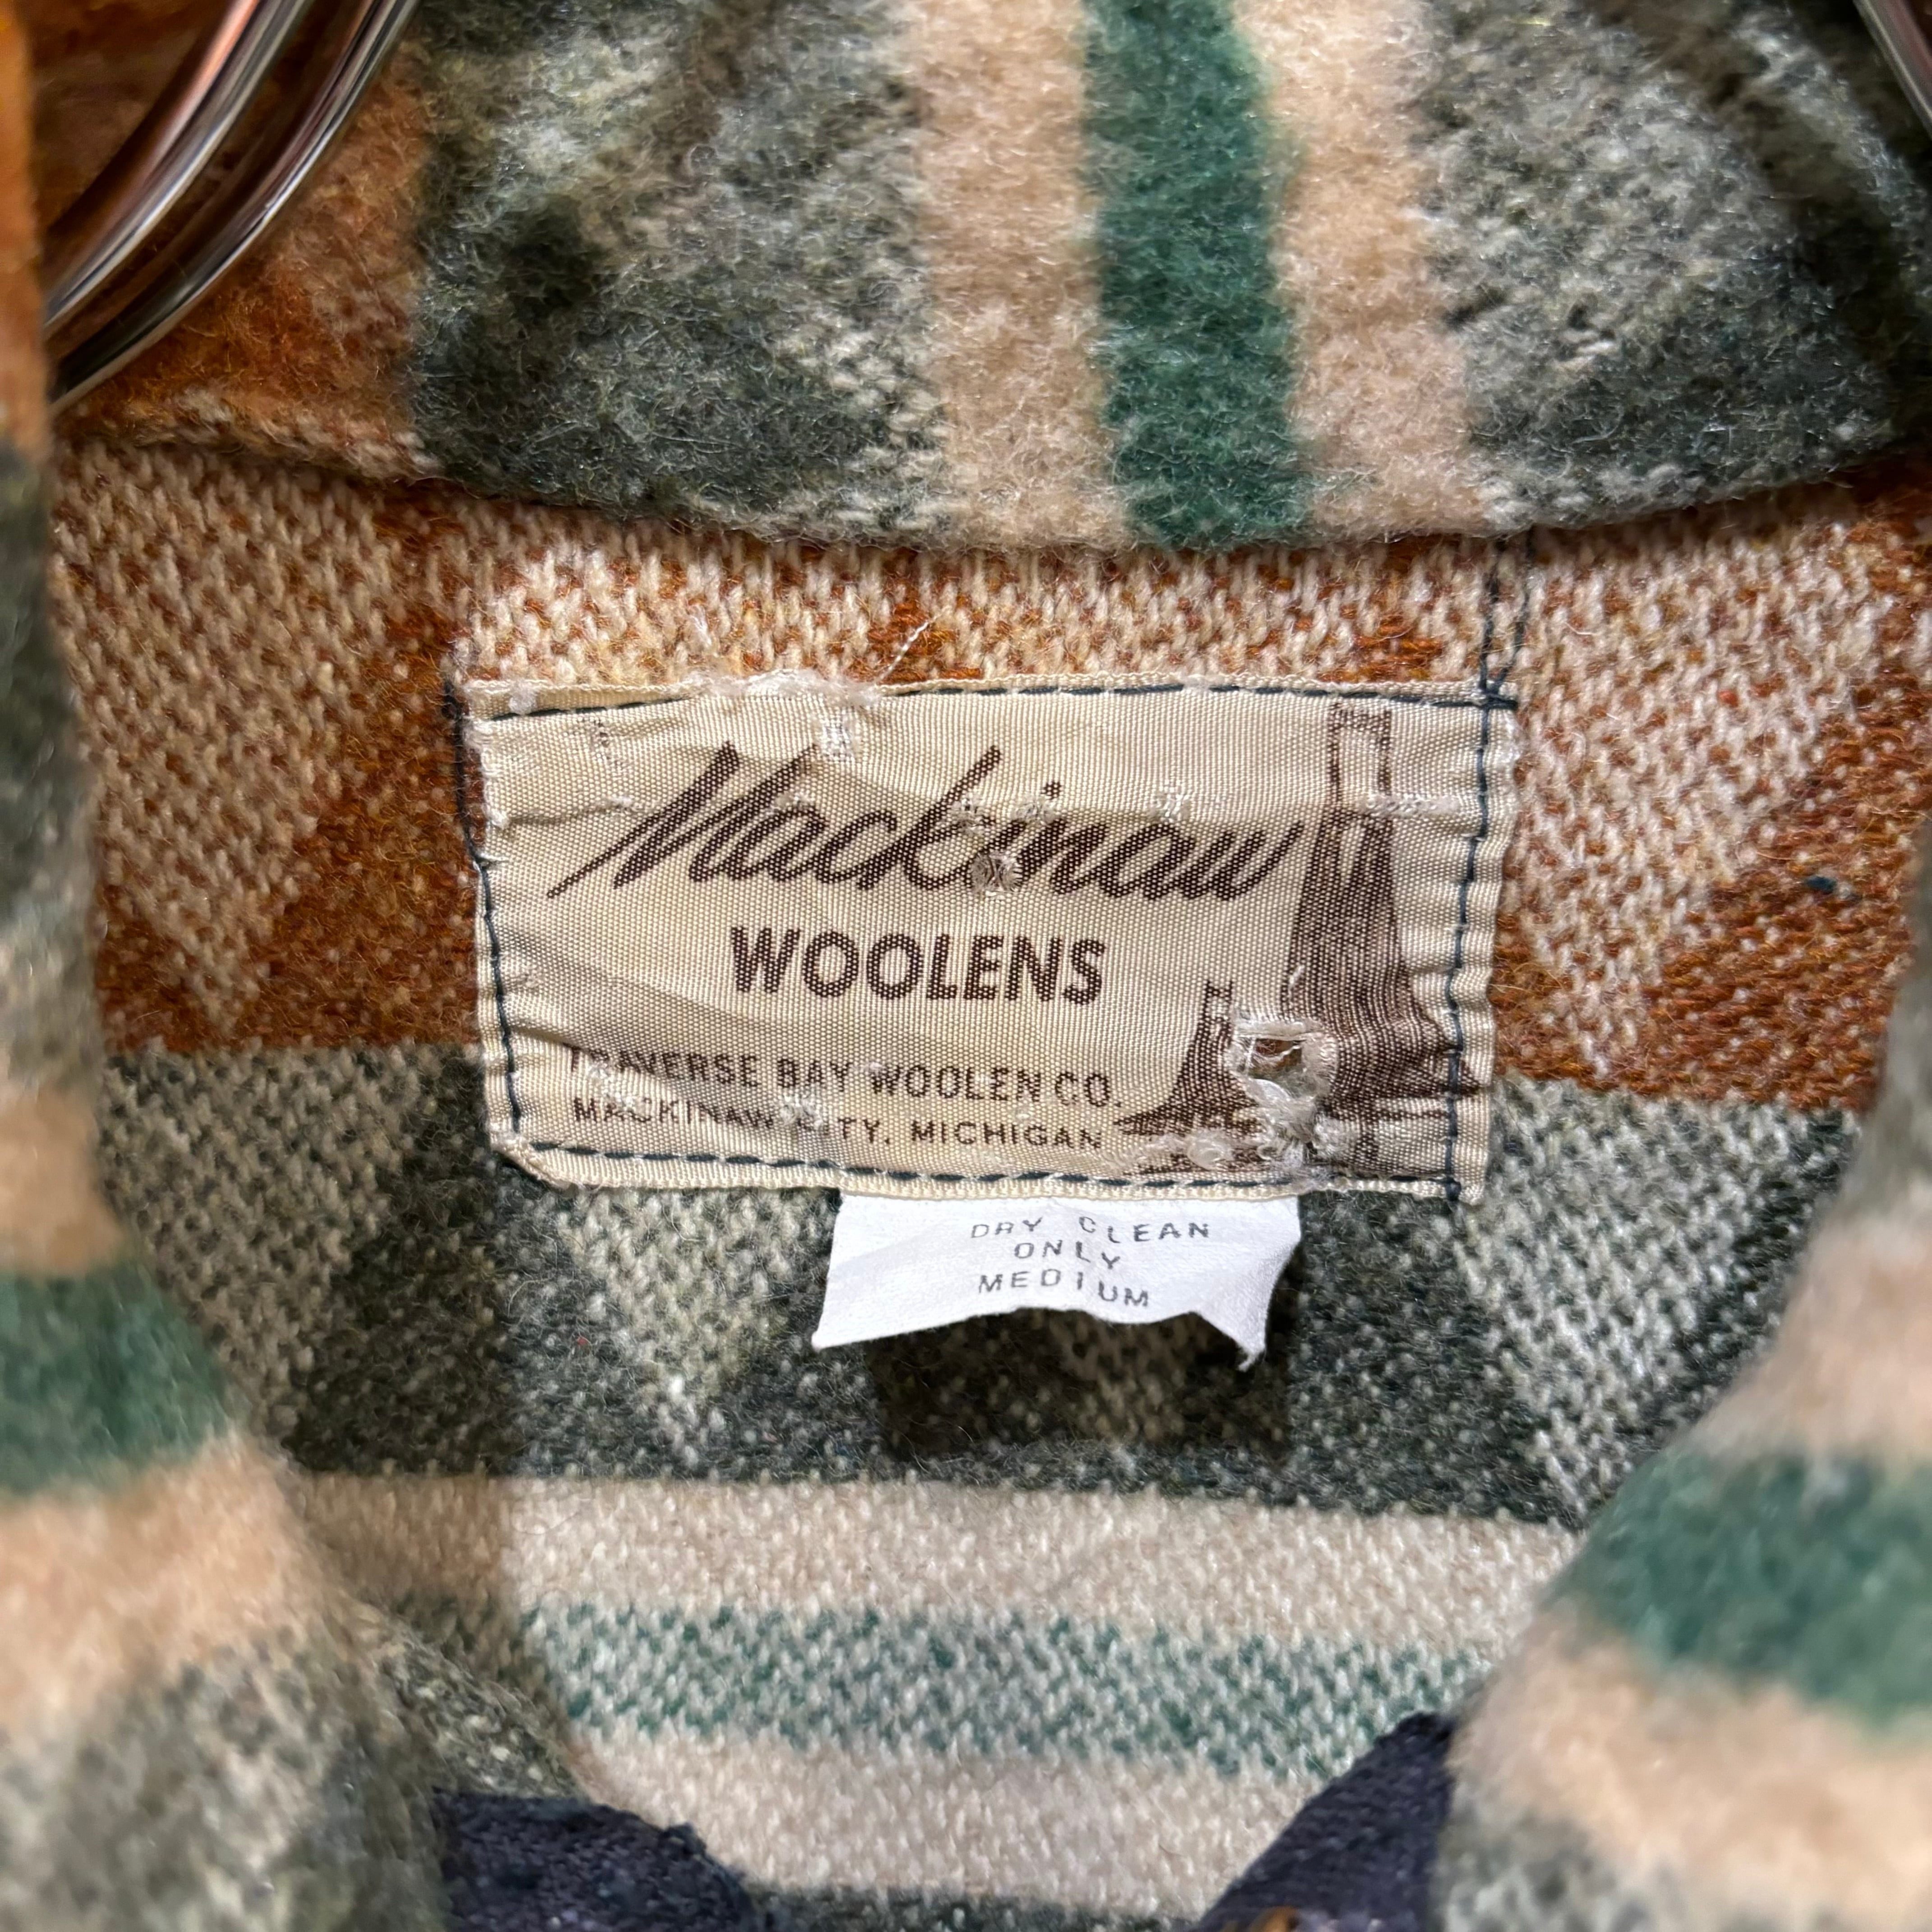 Mackinaw
WOOLENS
TRAVERSE BAY WOOLEN CO.
MACKINAW CITY, MICHIGAN
DRY CLEAN
ONLY
MEDIUM